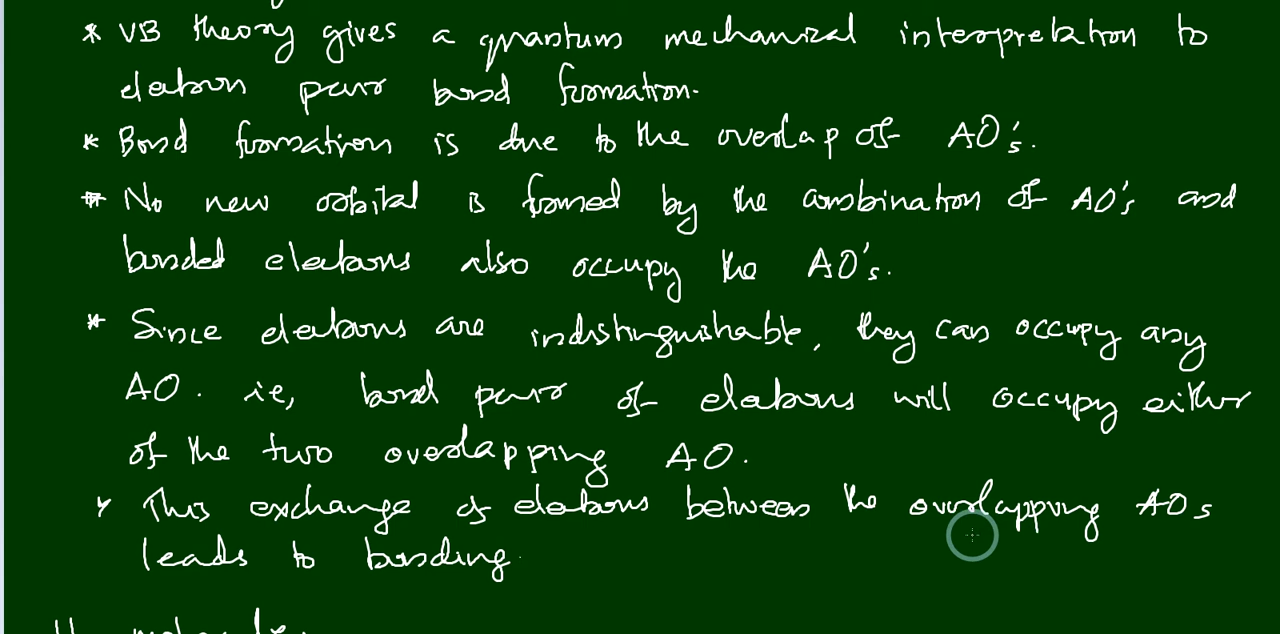 * VB theory gives a quantum mechanical interpretation to
electron pair bond formation.
* Bond formation is due to the overlap of AO's.
* No new orbital is formed by the combination of AO's and
bonded electrons also occupy the AO's.
* Since electrons are indistinguishable, they can occupy any
AO. ie, bond pair of electrons will occupy either
of the two overlapping AO.
* This exchange of electrons between the overlapping AOs
leads to bonding.